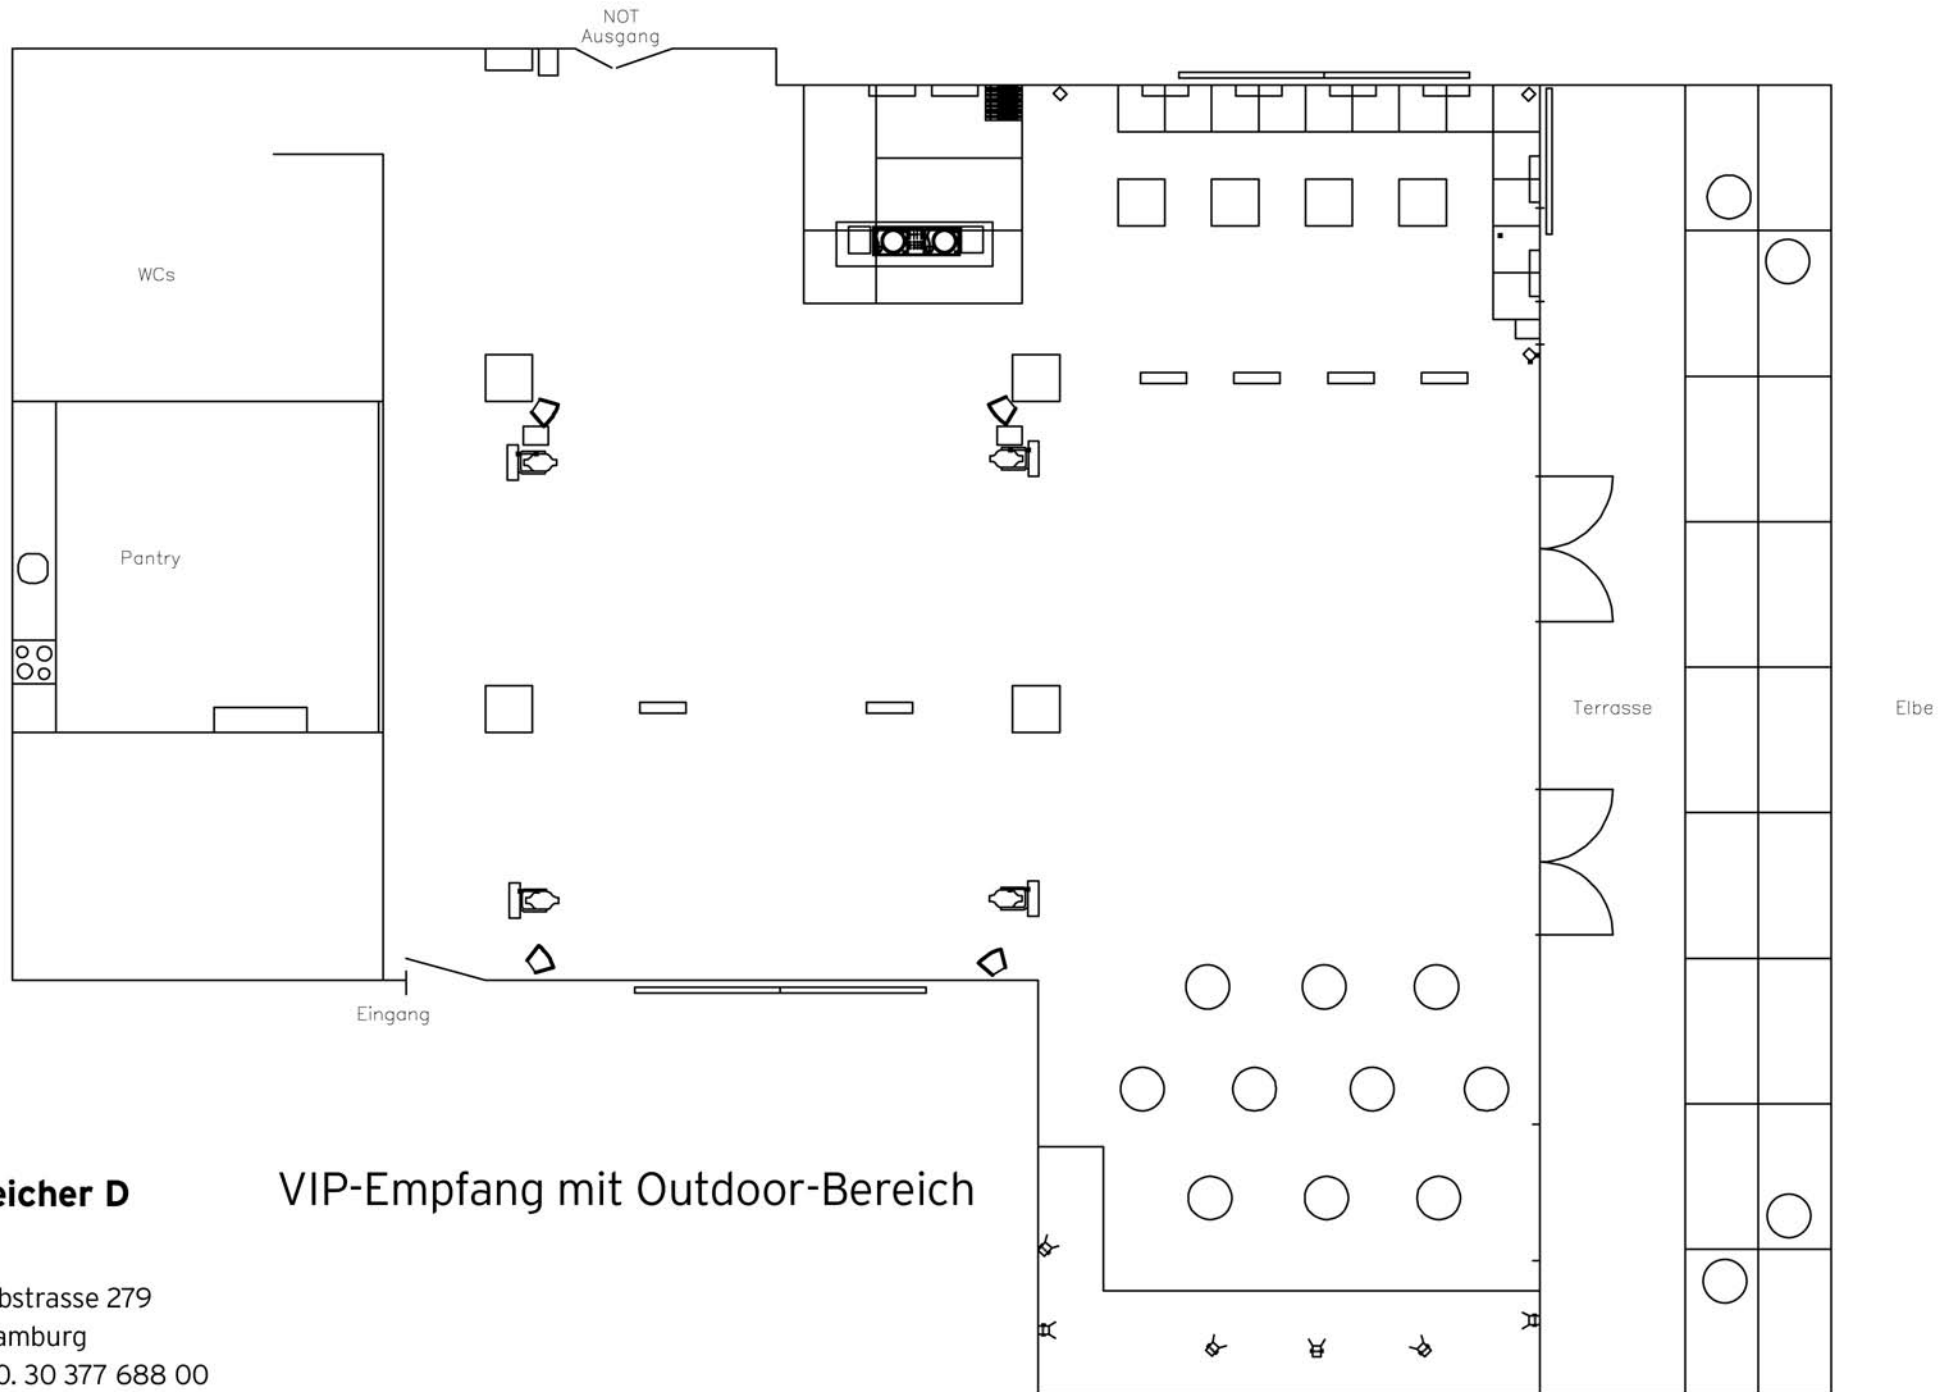 NOT
Ausgang
WCs
Pantry
Terrasse
Elbe
Eingang
eicher D
VIP-Empfang mit Outdoor-Bereich
bstrasse 279
amburg
0. 30 377 688 00